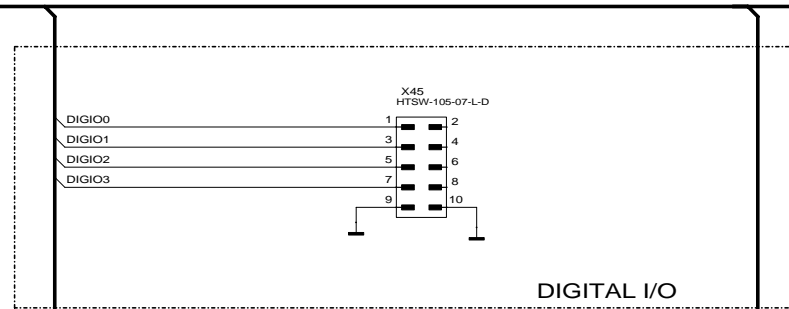 X45
HTSW-105-07-L-D
DIGIO0 1 2
DIGIO1 3 4
DIGIO2 5 6
DIGIO3 7 8
9 10
DIGITAL I/O